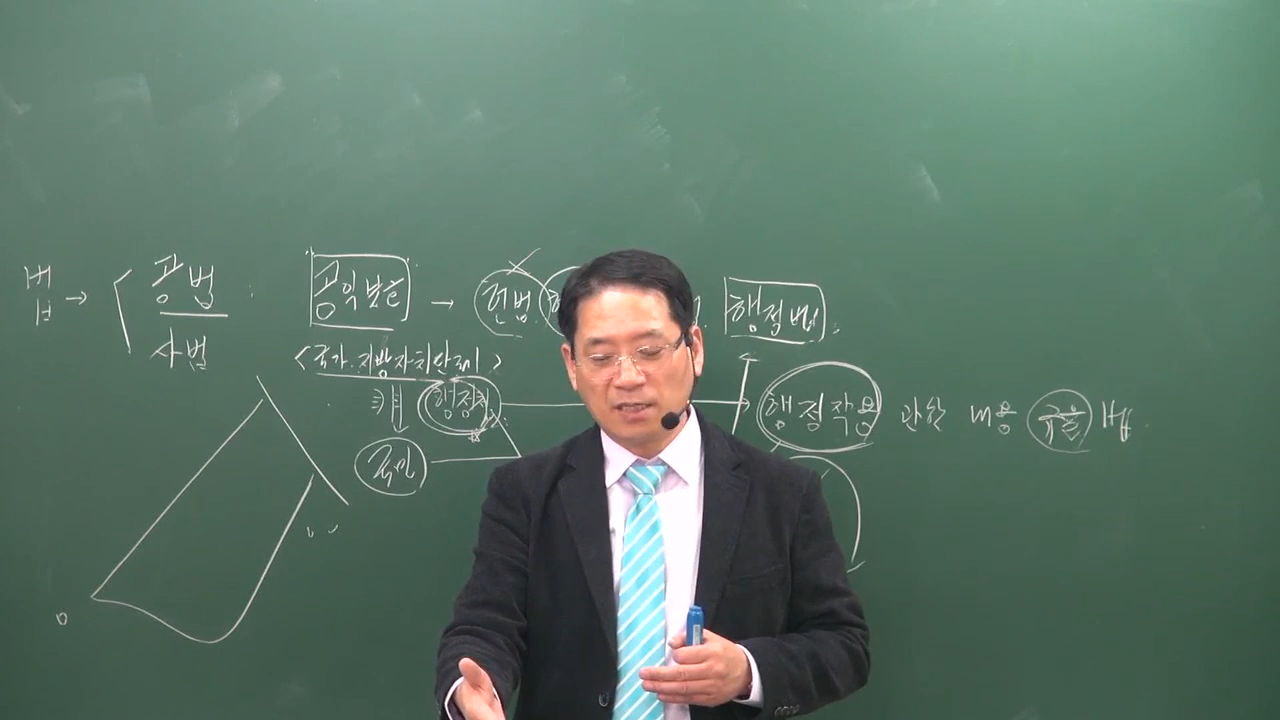 법 → 공법 공익보호 → 헌법 행정법.
사법
<국가.지방자치단체>
행정청 행정작용 관한 내용 규율 법
국민